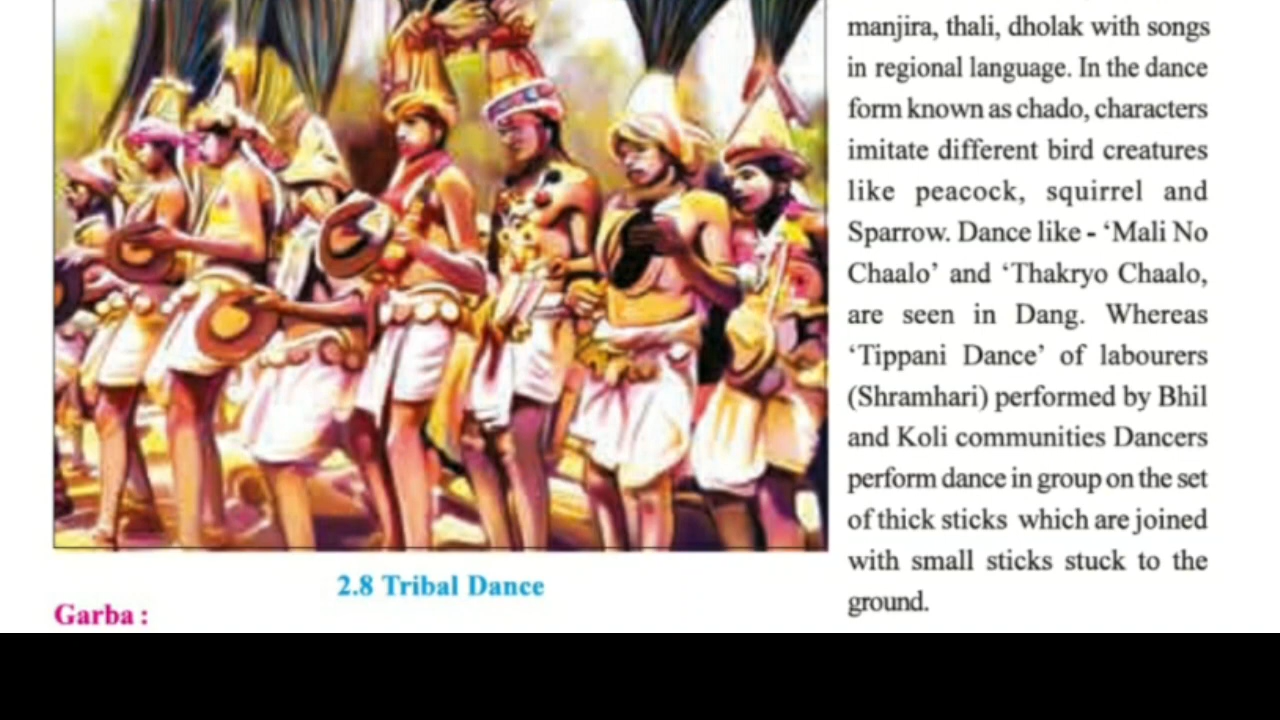 manjira, thali, dholak with songs
in regional language. In the dance
form known as chado, characters
imitate different bird creatures
like peacock, squirrel and
Sparrow. Dance like - ‘Mali No
Chaalo’ and ‘Thakryo Chaalo,
are seen in Dang. Whereas
‘Tippani Dance’ of labourers
(Shramhari) performed by Bhil
and Koli communities Dancers
perform dance in group on the set
of thick sticks which are joined
with small sticks stuck to the
ground.
2.8 Tribal Dance
Garba :